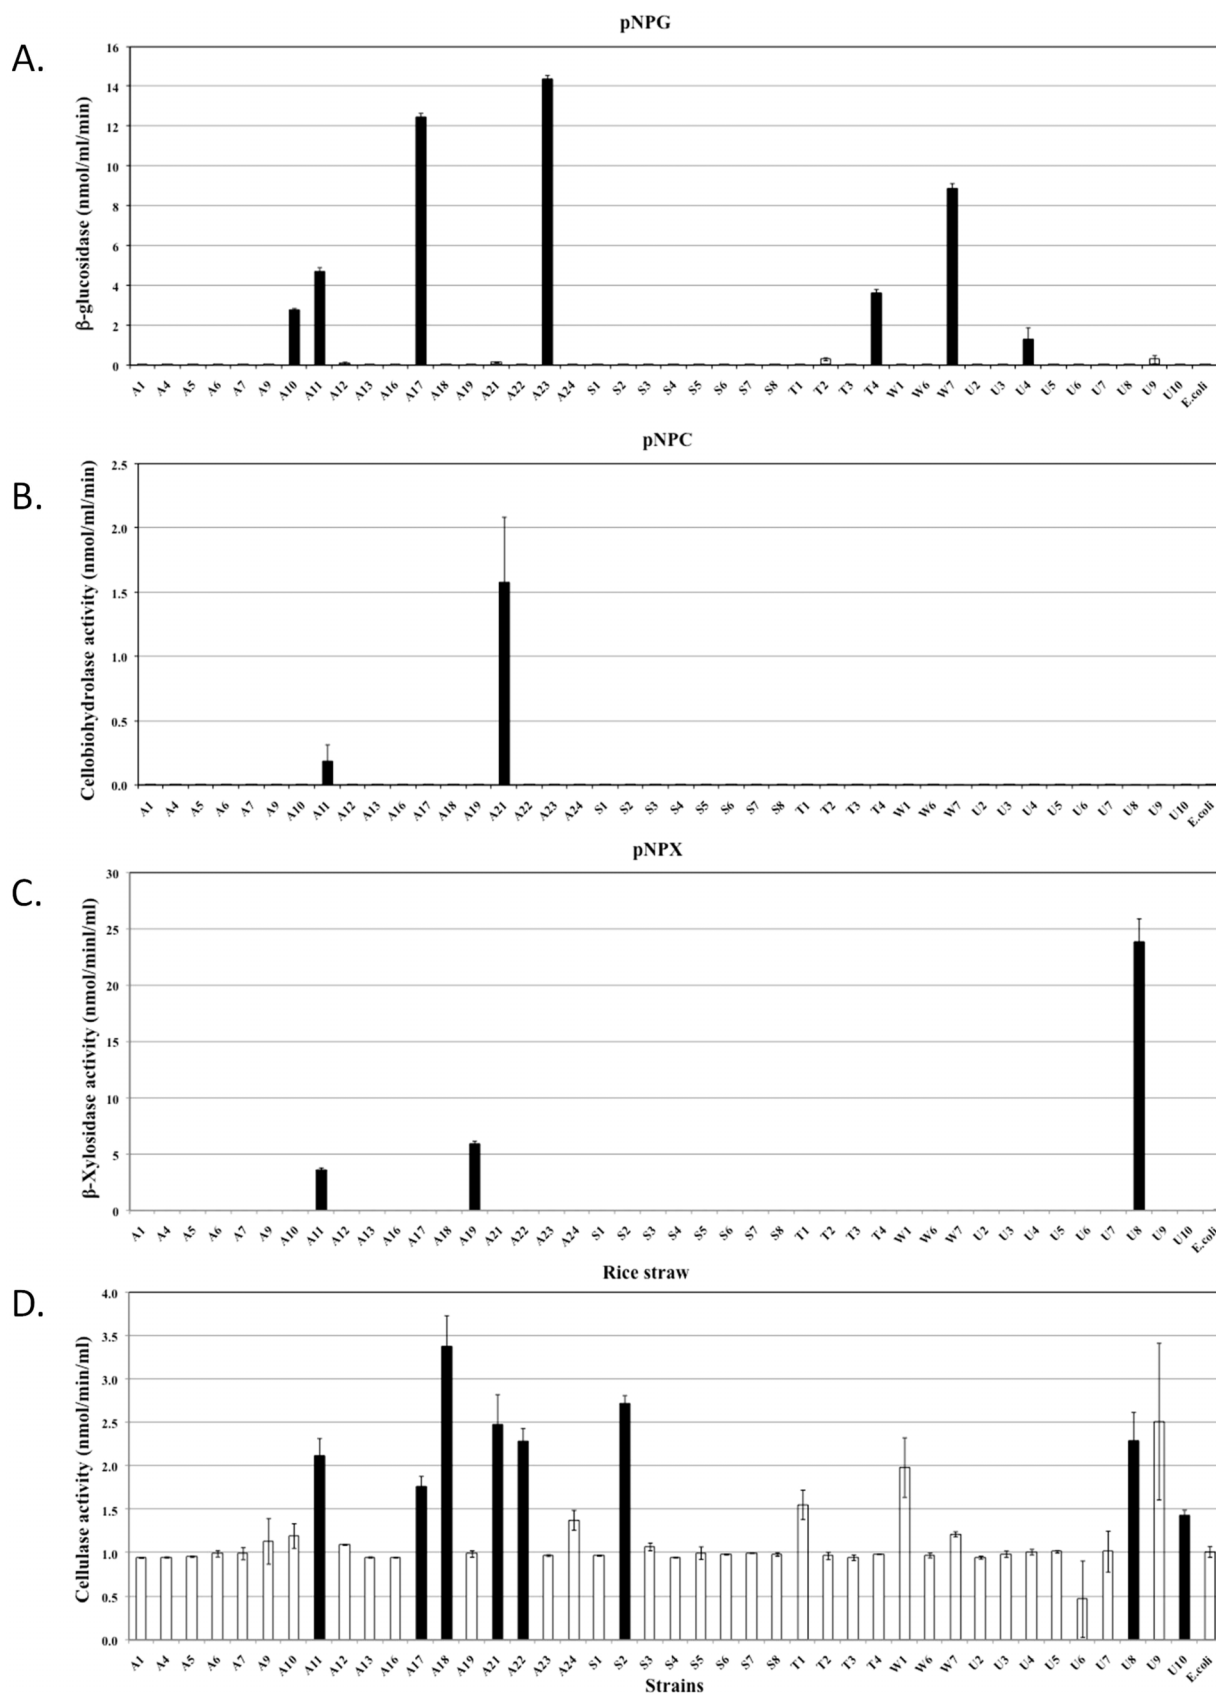 pNPG
A.
β-glucosidase (nmol/ml/min)
16
14
12
10
8
6
4
2
0
A1 A4 A5 A6 A7 A9 A10 A11 A12 A13 A16 A17 A18 A19 A21 A22 A23 A24 S1 S2 S3 S4 S5 S6 S7 S8 T1 T2 T3 T4 W1 W6 W7 U2 U3 U4 U5 U6 U7 U8 U9 U10 E.coli
pNPC
B.
Cellobiohydrolase activity (nmol/ml/min)
2.5
2.0
1.5
1.0
0.5
0.0
A1 A4 A5 A6 A7 A9 A10 A11 A12 A13 A16 A17 A18 A19 A21 A22 A23 A24 S1 S2 S3 S4 S5 S6 S7 S8 T1 T2 T3 T4 W1 W6 W7 U2 U3 U4 U5 U6 U7 U8 U9 U10 E.coli
pNPX
C.
β-Xylosidase activity (nmol/minl/ml)
30
25
20
15
10
5
0
A1 A4 A5 A6 A7 A9 A10 A11 A12 A13 A16 A17 A18 A19 A21 A22 A23 A24 S1 S2 S3 S4 S5 S6 S7 S8 T1 T2 T3 T4 W1 W6 W7 U2 U3 U4 U5 U6 U7 U8 U9 U10 E.coli
Rice straw
D.
Cellulase activity (nmol/min/ml)
4.0
3.5
3.0
2.5
2.0
1.5
1.0
0.5
0.0
A1 A4 A5 A6 A7 A9 A10 A11 A12 A13 A16 A17 A18 A19 A21 A22 A23 A24 S1 S2 S3 S4 S5 S6 S7 S8 T1 T2 T3 T4 W1 W6 W7 U2 U3 U4 U5 U6 U7 U8 U9 U10 E.coli
Strains